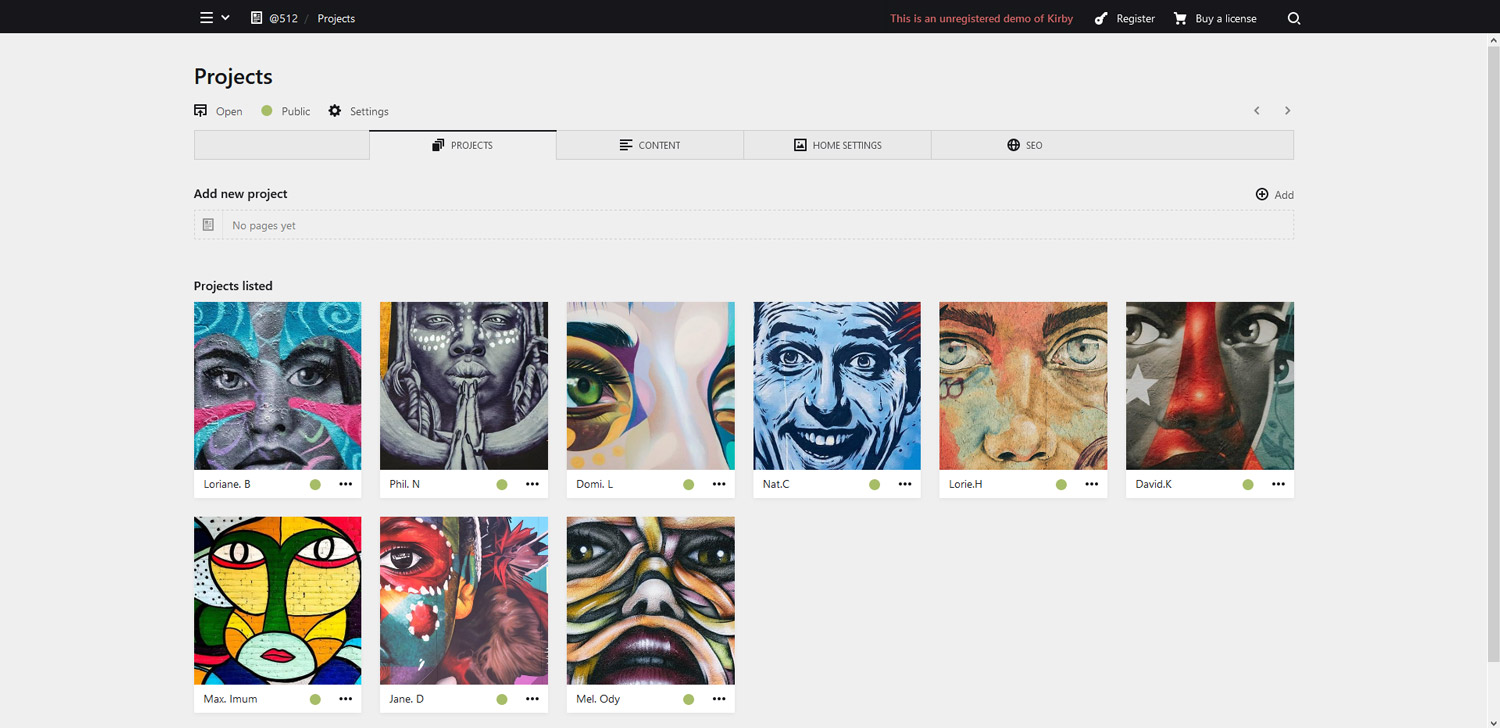 @512 / Projects This is an unregistered demo of Kirby Register Buy a license
Projects
Open Public Settings
PROJECTS CONTENT HOME SETTINGS SEO
Add new project Add
No pages yet
Projects listed
Loriane. B Phil. N Domi. L Nat.C Lorie.H David.K
Max. Imum Jane. D Mel. Ody